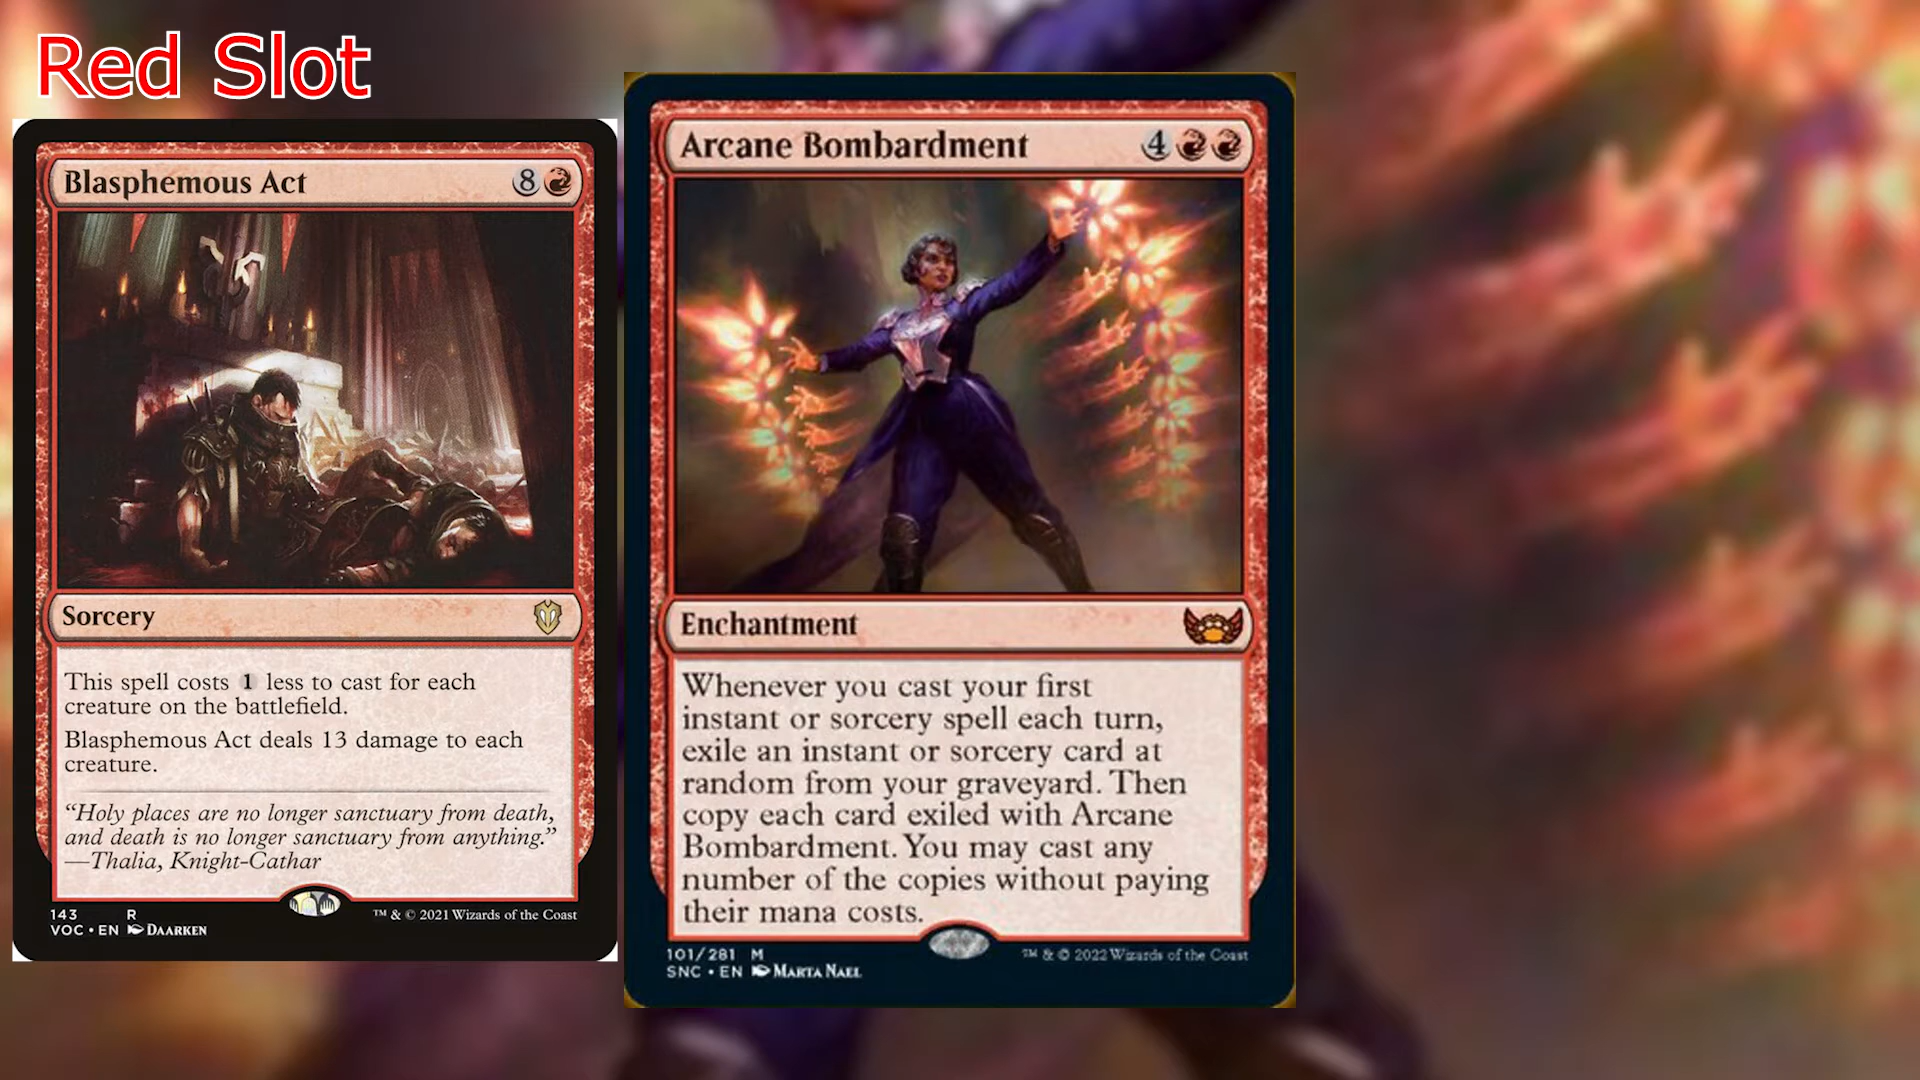 Red Slot
Blasphemous Act 8
Sorcery
This spell costs 1 less to cast for each
creature on the battlefield.
Blasphemous Act deals 13 damage to each
creature.
“Holy places are no longer sanctuary from death,
and death is no longer sanctuary from anything.”
—Thalia, Knight-Cathar
143 R
VOC • EN DAARKEN
™ & © 2021 Wizards of the Coast
Arcane Bombardment 4
Enchantment
Whenever you cast your first
instant or sorcery spell each turn,
exile an instant or sorcery card at
random from your graveyard. Then
copy each card exiled with Arcane
Bombardment. You may cast any
number of the copies without paying
their mana costs.
101/281 M
SNC • EN MARTA NAEL
™ & © 2022 Wizards of the Coast